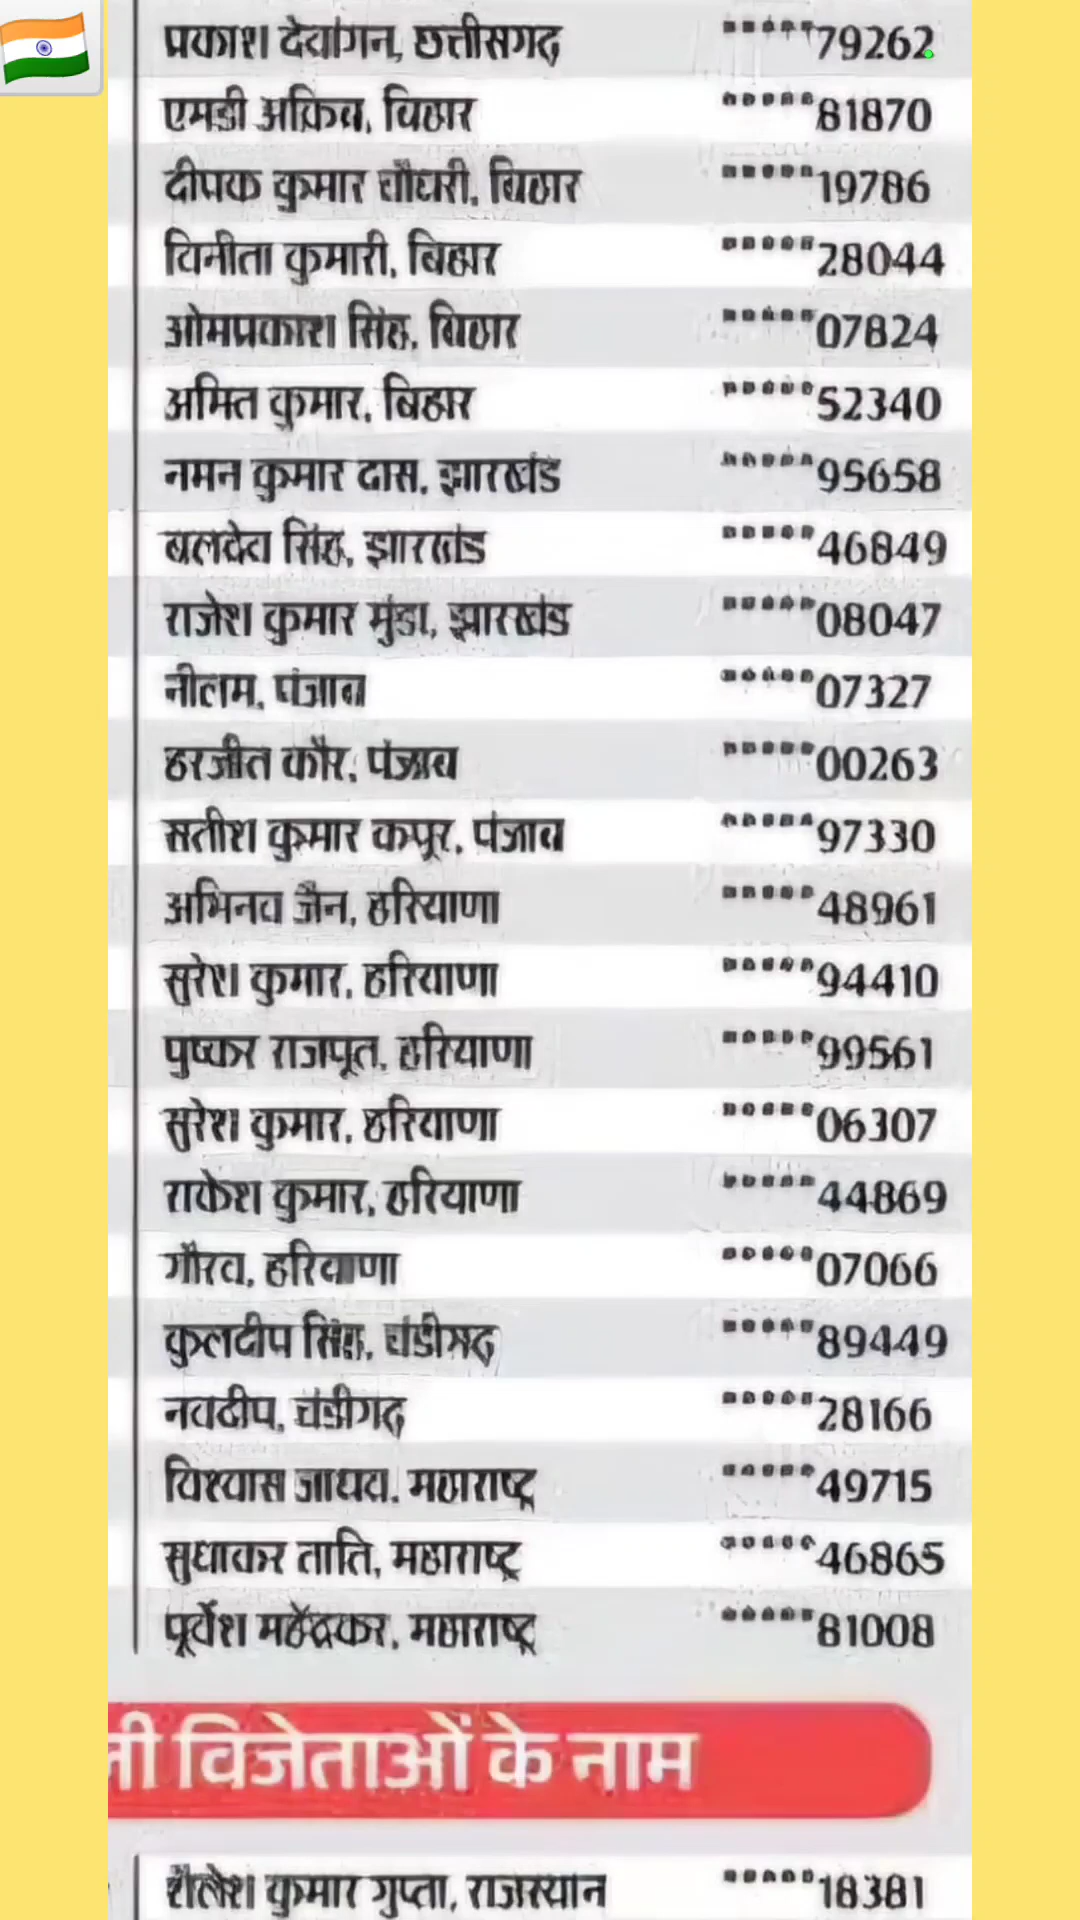 प्रकाश देवांगन, छत्तीसगढ़ *****79262
एमडी अकिब, बिहार *****81870
दीपक कुमार चौधरी, बिहार *****19786
विनीता कुमारी, बिहार *****28044
ओमप्रकाश सिंह, बिहार *****07824
अमित कुमार, बिहार *****52340
नमन कुमार दास, झारखंड *****95658
बलदेव सिंह, झारखंड *****46849
राजेश कुमार मुंडा, झारखंड *****08047
नीलम, पंजाब *****07327
हरजीत कौर, पंजाब *****00263
सतीश कुमार कपूर, पंजाब *****97330
अभिनव जैन, हरियाणा *****48961
सुरेश कुमार, हरियाणा *****94410
पुष्कर राजपूत, हरियाणा *****99561
सुरेश कुमार, हरियाणा *****06307
राकेश कुमार, हरियाणा *****44869
गौरव, हरियाणा *****07066
कुलदीप सिंह, चंडीगढ़ *****89449
नवदीप, चंडीगढ़ *****28166
विश्वास जाधव, महाराष्ट्र *****49715
सुधाकर ताति, महाराष्ट्र *****46865
पूर्वेश महेंद्रकर, महाराष्ट्र *****81008
विजेताओं के नाम
शैलेश कुमार गुप्ता, राजस्थान *****18381